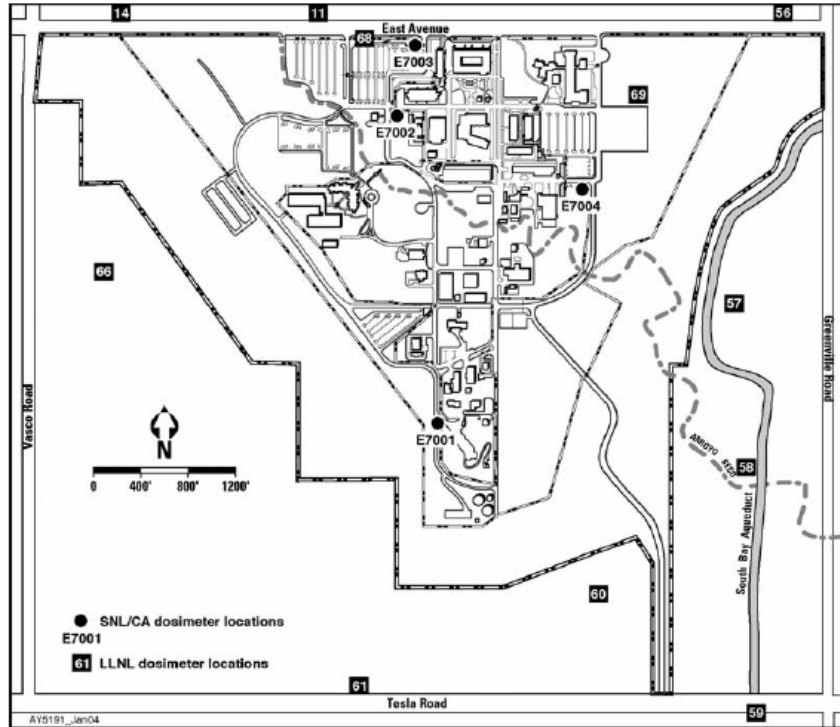 14
11
56
East Avenue
68
E7003
69
E7002
E7004
66
57
Vasco Road
Greenville Road
E7001
N
0 400' 800' 1200'
ARROYO SECO
58
South Bay Aqueduct
60
SNL/CA dosimeter locations
E7001
61 LLNL dosimeter locations
61
Tesla Road
59
AY5191_Jan04